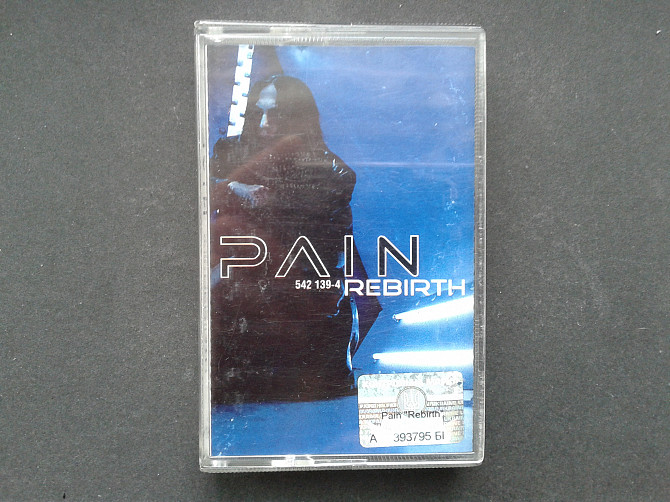 PAIN
542 139-4 REBIRTH
Pain "Rebirth"
А 393795 БІ